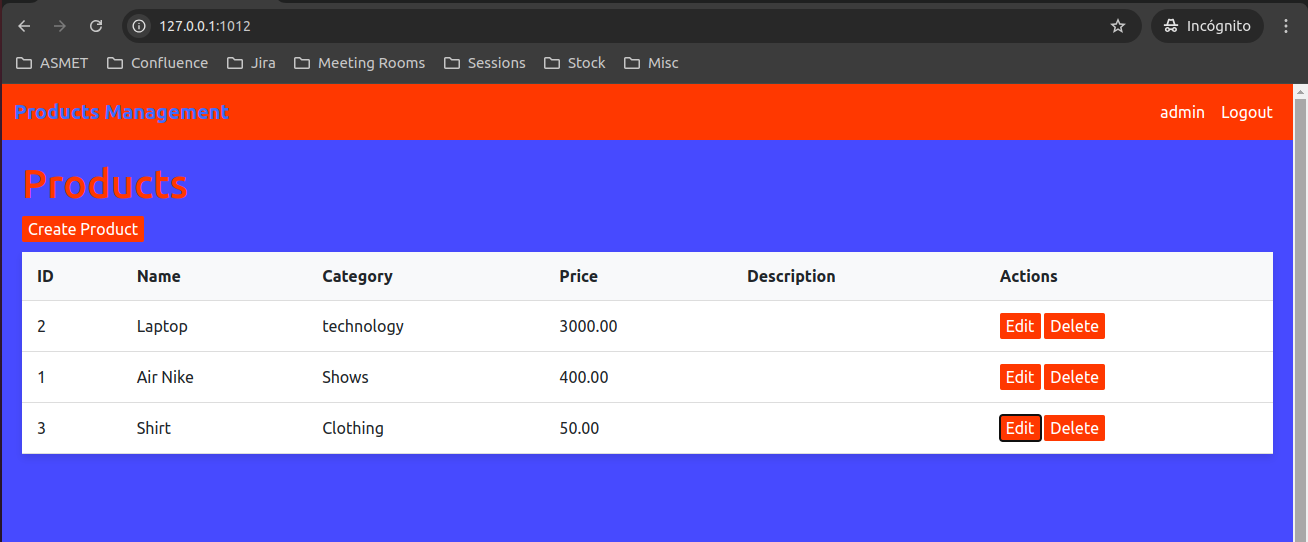 127.0.0.1:1012 Incógnito
ASMET Confluence Jira Meeting Rooms Sessions Stock Misc
Products Management admin Logout
Products
Create Product
ID Name Category Price Description Actions
2 Laptop technology 3000.00 Edit Delete
1 Air Nike Shows 400.00 Edit Delete
3 Shirt Clothing 50.00 Edit Delete